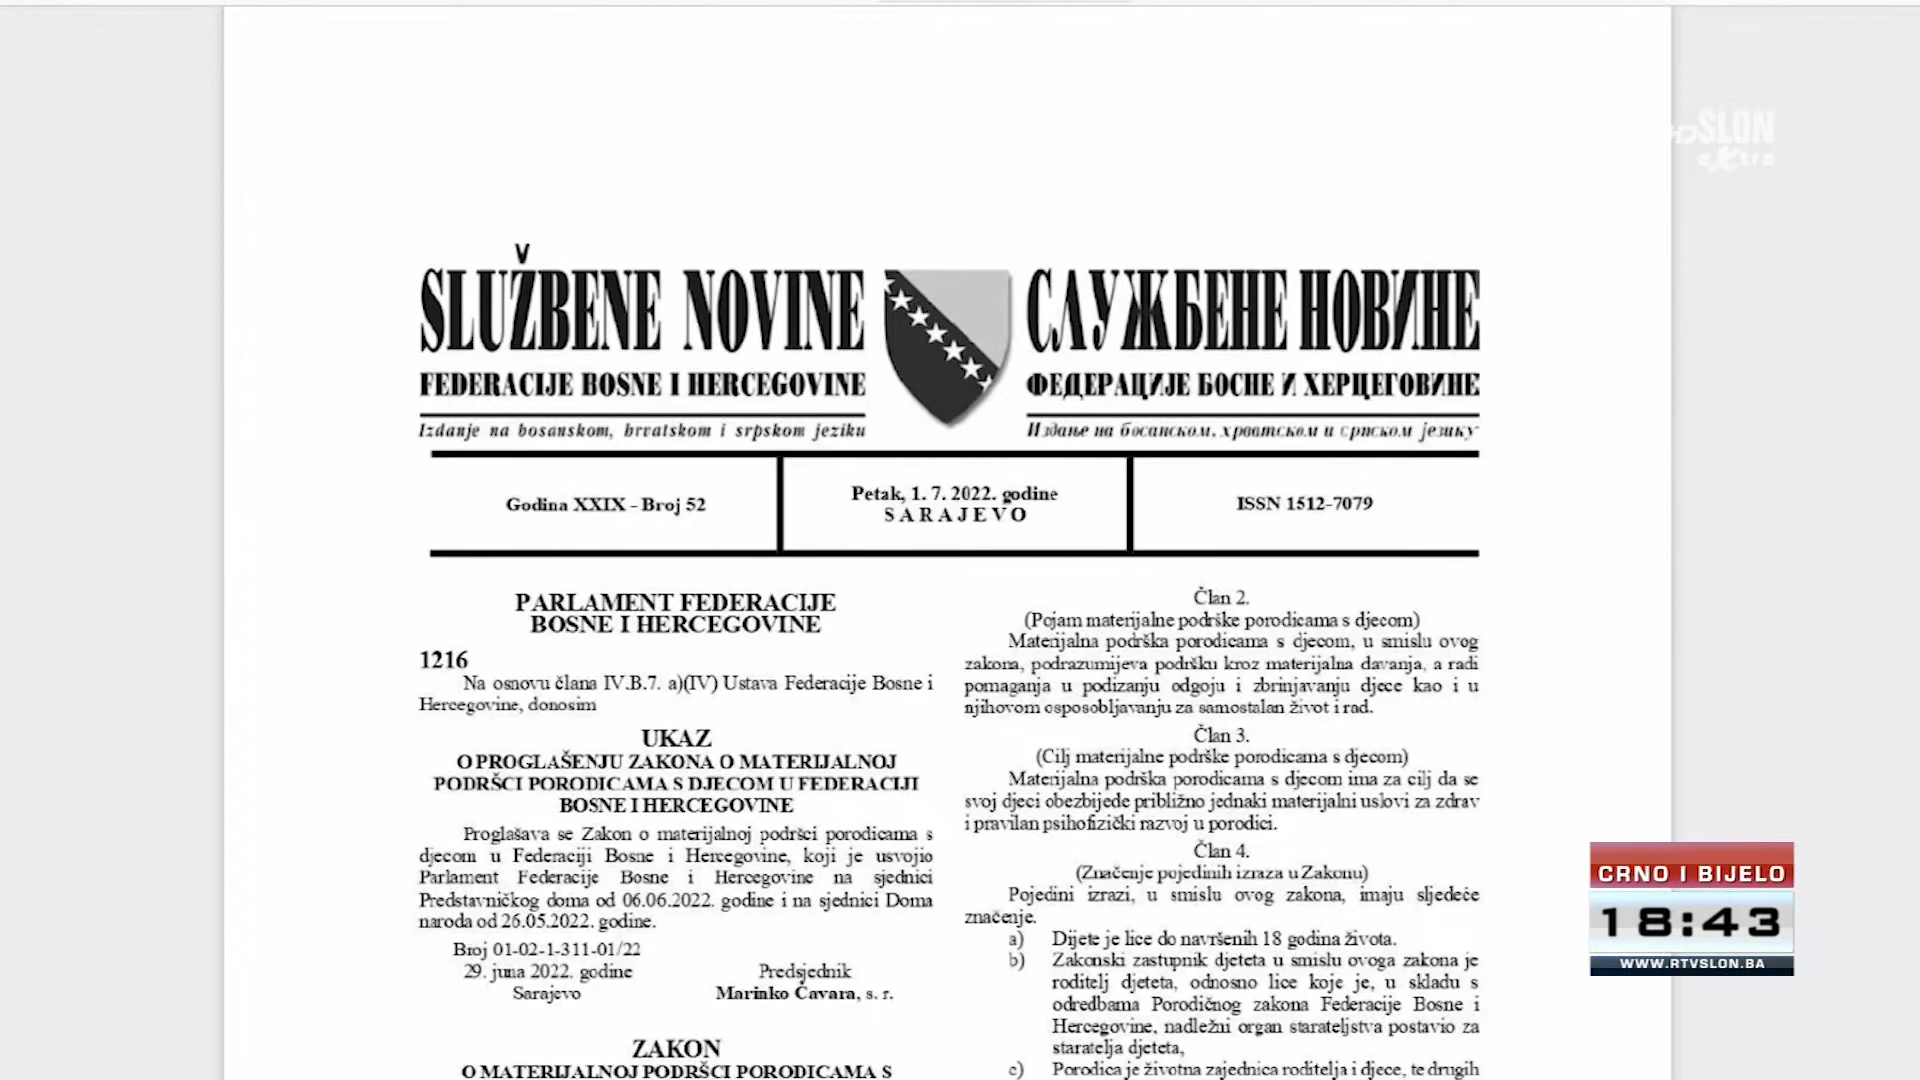 HD SLON
extra
SLUŽBENE NOVINE
FEDERACIJE BOSNE I HERCEGOVINE
Izdanje na bosanskom, hrvatskom i srpskom jeziku
СЛУЖБЕНЕ НОВИНЕ
ФЕДЕРАЦИЈЕ БОСНЕ И ХЕРЦЕГОВИНЕ
Издање на босанском, хрватском и српском језику
Godina XXIX - Broj 52
Petak, 1. 7. 2022. godine
SARAJEVO
ISSN 1512-7079
PARLAMENT FEDERACIJE
BOSNE I HERCEGOVINE
1216
Na osnovu člana IV.B.7. a)(IV) Ustava Federacije Bosne i
Hercegovine, donosim
UKAZ
O PROGLAŠENJU ZAKONA O MATERIJALNOJ
PODRŠCI PORODICAMA S DJECOM U FEDERACIJI
BOSNE I HERCEGOVINE
Proglašava se Zakon o materijalnoj podršci porodicama s
djecom u Federaciji Bosne i Hercegovine, koji je usvojio
Parlament Federacije Bosne i Hercegovine na sjednici
Predstavničkog doma od 06.06.2022. godine i na sjednici Doma
naroda od 26.05.2022. godine.
Broj 01-02-1-311-01/22
29. juna 2022. godine
Sarajevo
Predsjednik
Marinko Čavara, s. r.
ZAKON
O MATERIJALNOJ PODRŠCI PORODICAMA S
Član 2.
(Pojam materijalne podrške porodicama s djecom)
Materijalna podrška porodicama s djecom, u smislu ovog
zakona, podrazumijeva podršku kroz materijalna davanja, a radi
pomaganja u podizanju odgoju i zbrinjavanju djece kao i u
njihovom osposobljavanju za samostalan život i rad.
Član 3.
(Cilj materijalne podrške porodicama s djecom)
Materijalna podrška porodicama s djecom ima za cilj da se
svoj djeci obezbijede približno jednaki materijalni uslovi za zdrav
i pravilan psihofizički razvoj u porodici.
Član 4.
(Značenje pojedinih izraza u Zakonu)
Pojedini izrazi, u smislu ovog zakona, imaju sljedeće
značenje.
a) Dijete je lice do navršenih 18 godina života.
b) Zakonski zastupnik djeteta u smislu ovoga zakona je
roditelj djeteta, odnosno lice koje je, u skladu s
odredbama Porodičnog zakona Federacije Bosne i
Hercegovine, nadležni organ starateljstva postavio za
staratelja djeteta,
c) Porodica je životna zajednica roditelja i djece, te drugih
CRNO I BIJELO
18:43
WWW.RTVSLON.BA